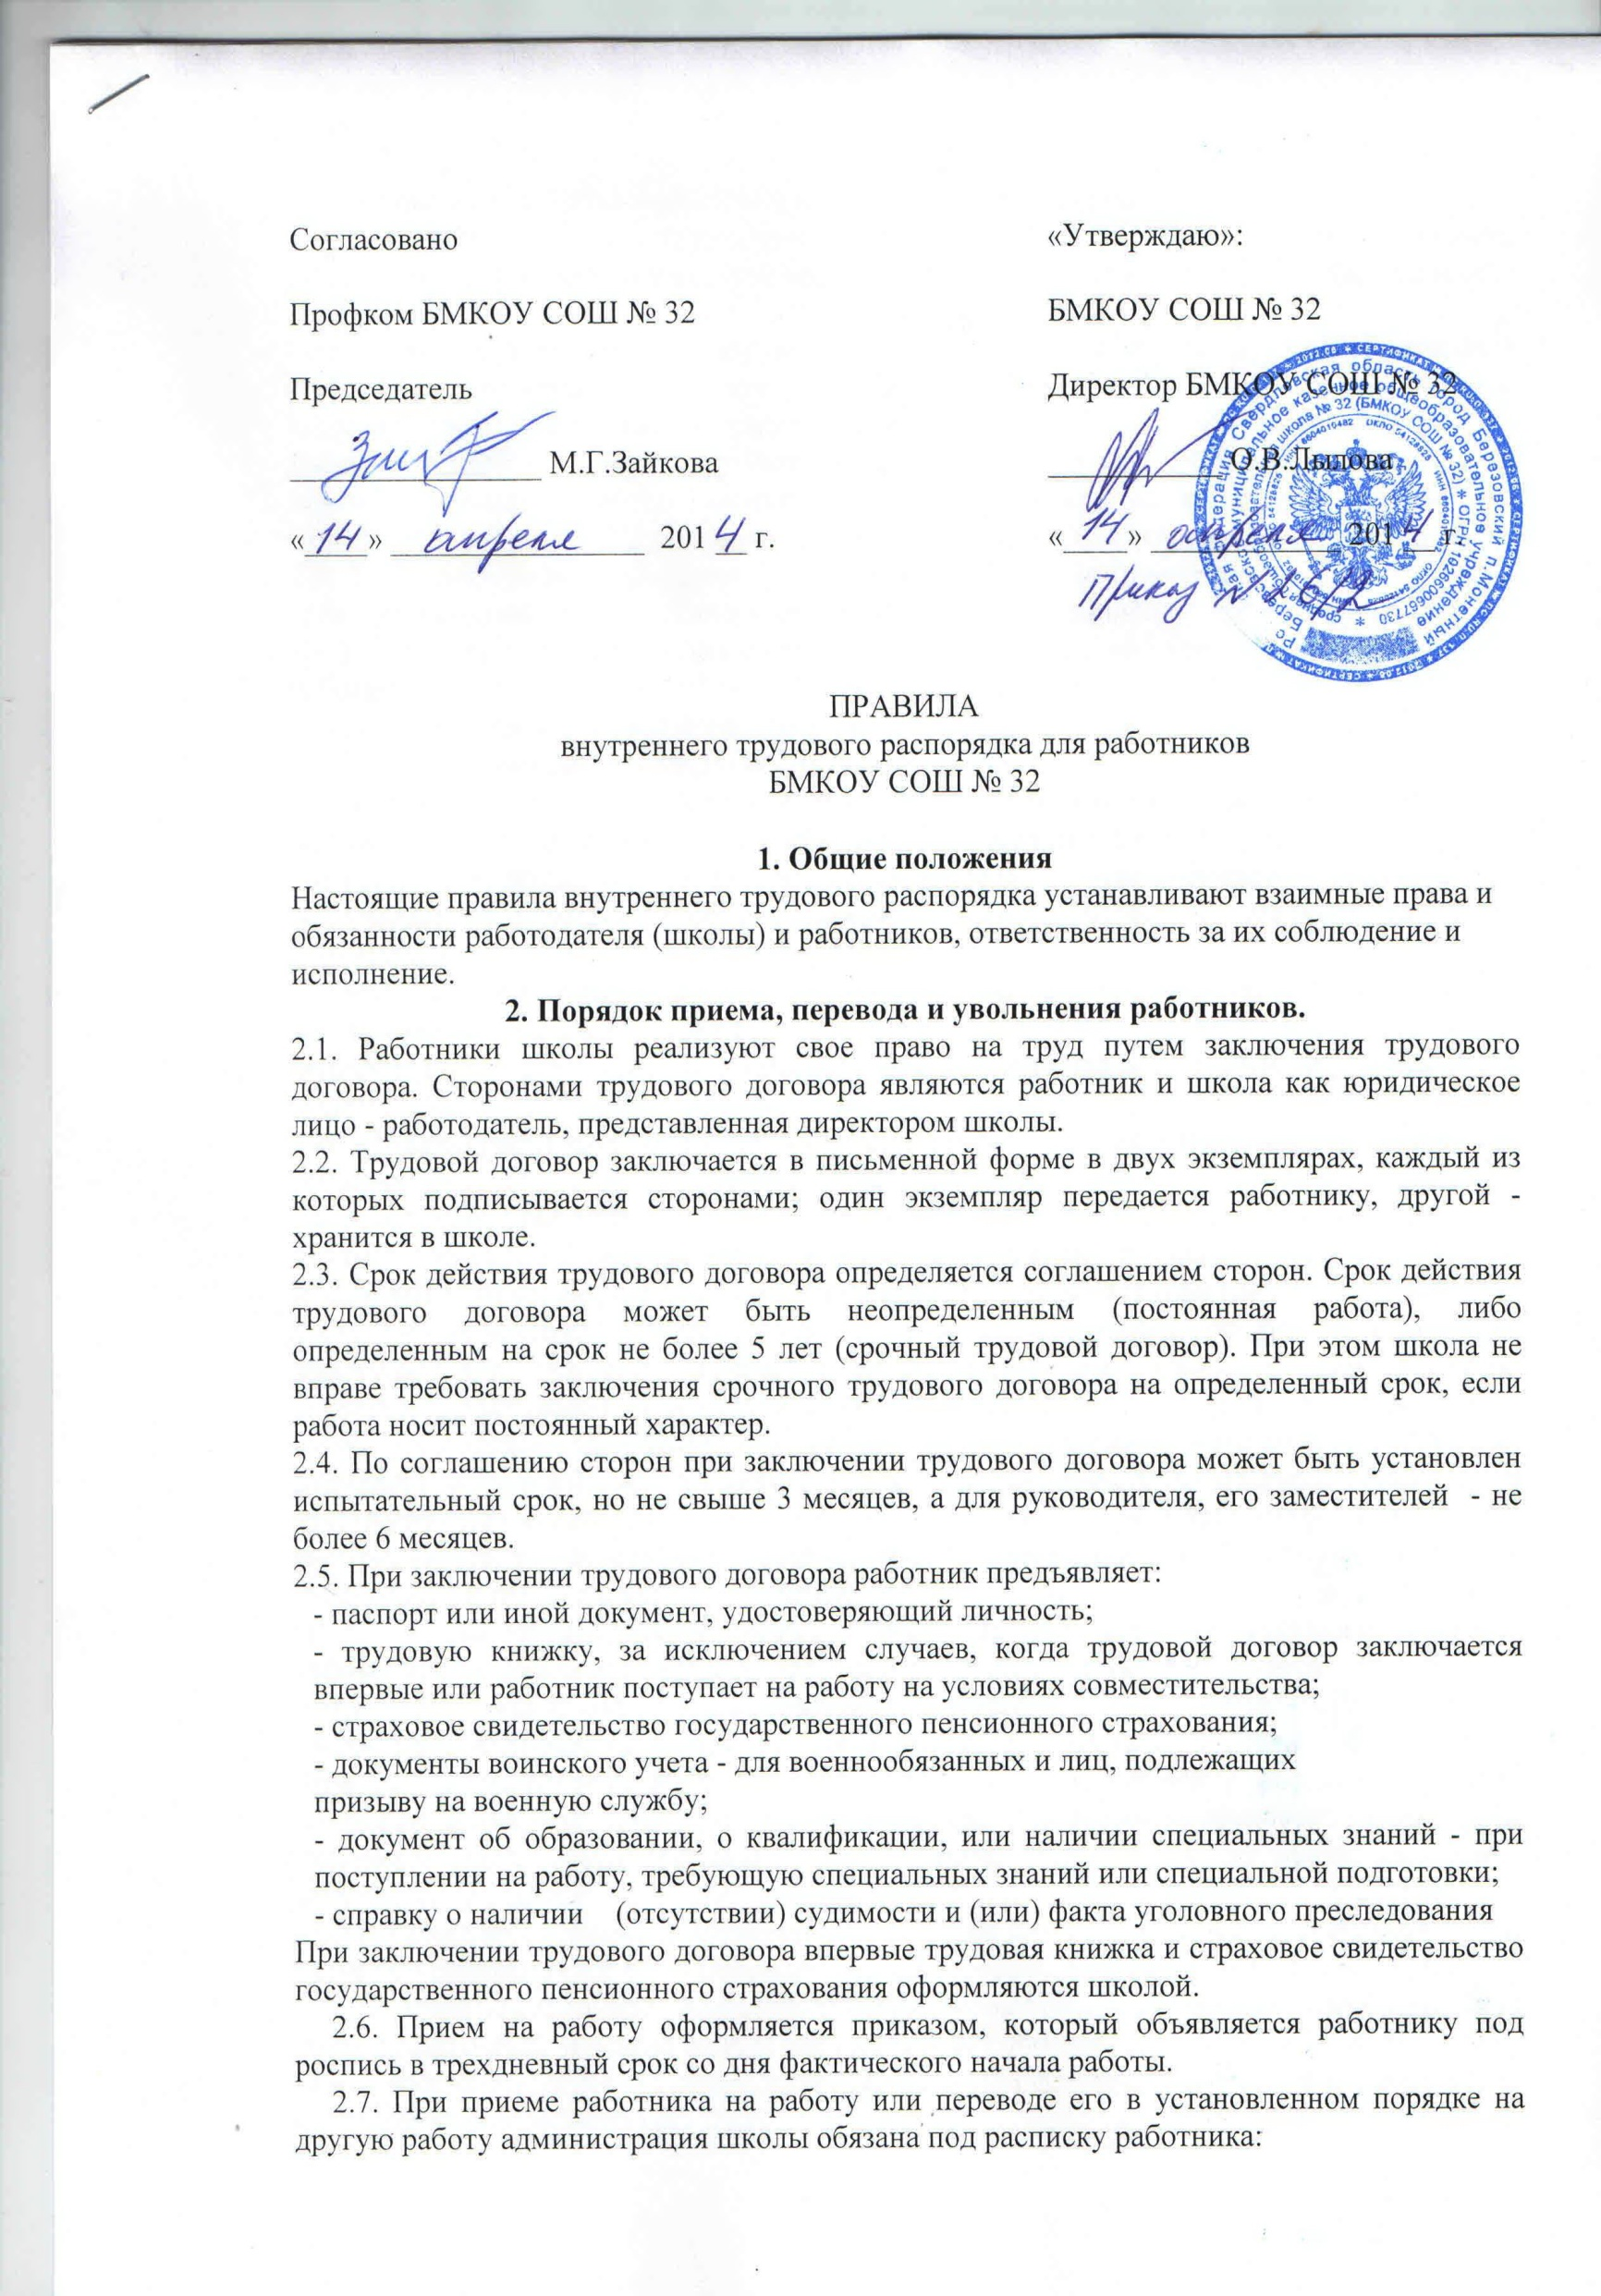 Согласовано
Профком БМКОУ СОШ № 32
Председатель
М.Г.Зайкова
«14» апреля 2014 г.
«Утверждаю»:
БМКОУ СОШ № 32
Директор БМКОУ СОШ № 32
О.В.Лылова
«14» апреля 2014 г.
Приказ № 26/2
ПРАВИЛА
внутреннего трудового распорядка для работников
БМКОУ СОШ № 32
1. Общие положения
Настоящие правила внутреннего трудового распорядка устанавливают взаимные права и
обязанности работодателя (школы) и работников, ответственность за их соблюдение и
исполнение.
2. Порядок приема, перевода и увольнения работников.
2.1. Работники школы реализуют свое право на труд путем заключения трудового
договора. Сторонами трудового договора являются работник и школа как юридическое
лицо - работодатель, представленная директором школы.
2.2. Трудовой договор заключается в письменной форме в двух экземплярах, каждый из
которых подписывается сторонами; один экземпляр передается работнику, другой -
хранится в школе.
2.3. Срок действия трудового договора определяется соглашением сторон. Срок действия
трудового договора может быть неопределенным (постоянная работа), либо
определенным на срок не более 5 лет (срочный трудовой договор). При этом школа не
вправе требовать заключения срочного трудового договора на определенный срок, если
работа носит постоянный характер.
2.4. По соглашению сторон при заключении трудового договора может быть установлен
испытательный срок, но не свыше 3 месяцев, а для руководителя, его заместителей - не
более 6 месяцев.
2.5. При заключении трудового договора работник предъявляет:
- паспорт или иной документ, удостоверяющий личность;
- трудовую книжку, за исключением случаев, когда трудовой договор заключается
впервые или работник поступает на работу на условиях совместительства;
- страховое свидетельство государственного пенсионного страхования;
- документы воинского учета - для военнообязанных и лиц, подлежащих
призыву на военную службу;
- документ об образовании, о квалификации, или наличии специальных знаний - при
поступлении на работу, требующую специальных знаний или специальной подготовки;
- справку о наличии (отсутствии) судимости и (или) факта уголовного преследования
При заключении трудового договора впервые трудовая книжка и страховое свидетельство
государственного пенсионного страхования оформляются школой.
2.6. Прием на работу оформляется приказом, который объявляется работнику под
роспись в трехдневный срок со дня фактического начала работы.
2.7. При приеме работника на работу или переводе его в установленном порядке на
другую работу администрация школы обязана под расписку работника: